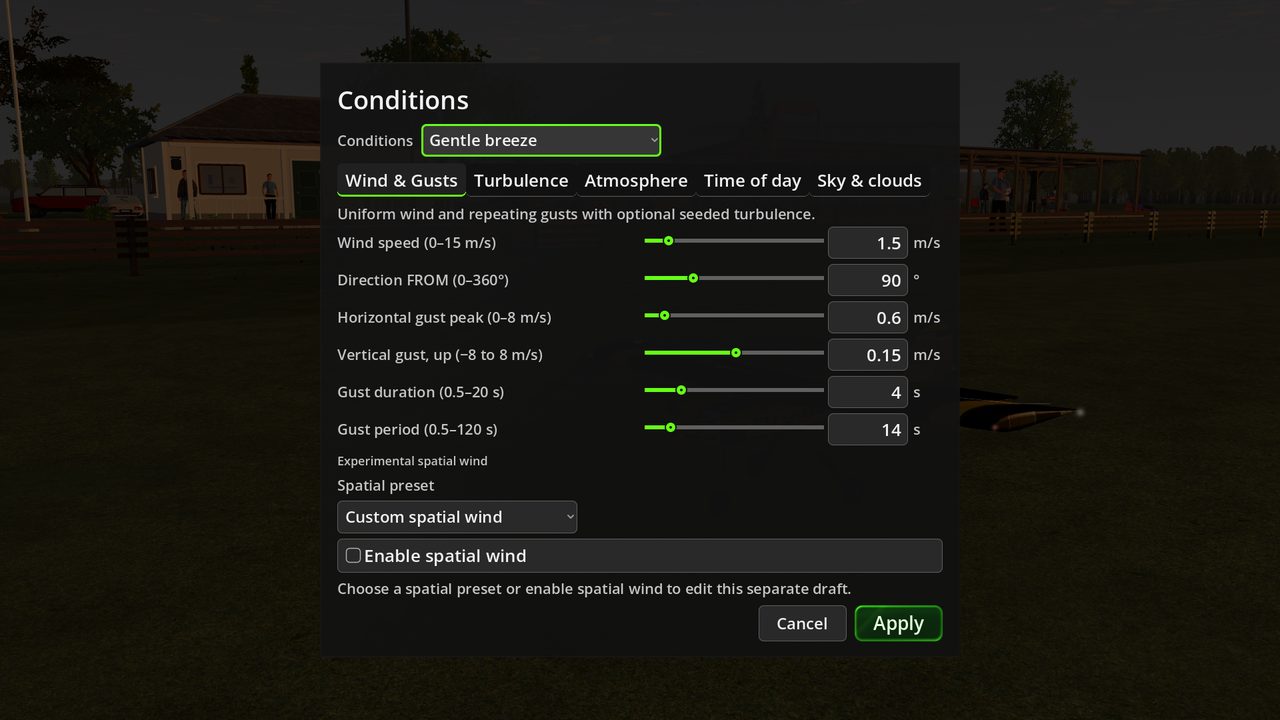 Conditions
Conditions Gentle breeze
Wind & Gusts Turbulence Atmosphere Time of day Sky & clouds
Uniform wind and repeating gusts with optional seeded turbulence.
Wind speed (0–15 m/s) 1.5 m/s
Direction FROM (0–360°) 90 °
Horizontal gust peak (0–8 m/s) 0.6 m/s
Vertical gust, up (−8 to 8 m/s) 0.15 m/s
Gust duration (0.5–20 s) 4 s
Gust period (0.5–120 s) 14 s
Experimental spatial wind
Spatial preset
Custom spatial wind
Enable spatial wind
Choose a spatial preset or enable spatial wind to edit this separate draft.
Cancel Apply